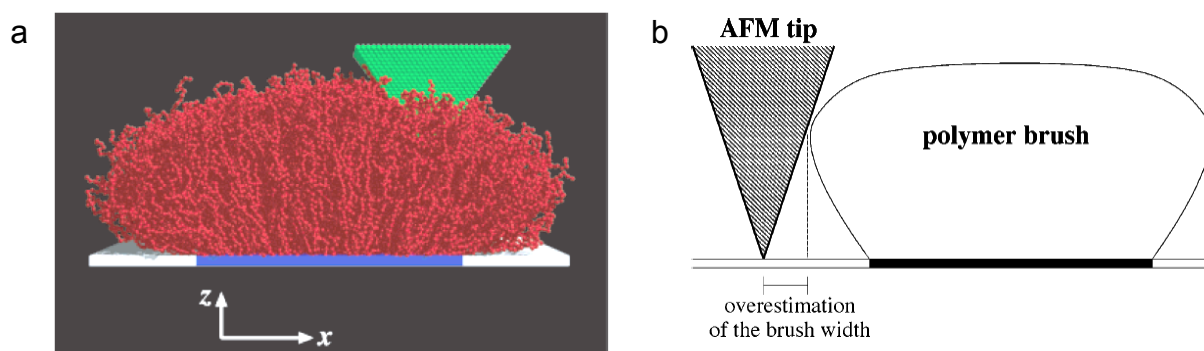 a
z
x
b
AFM tip
polymer brush
overestimation
of the brush width